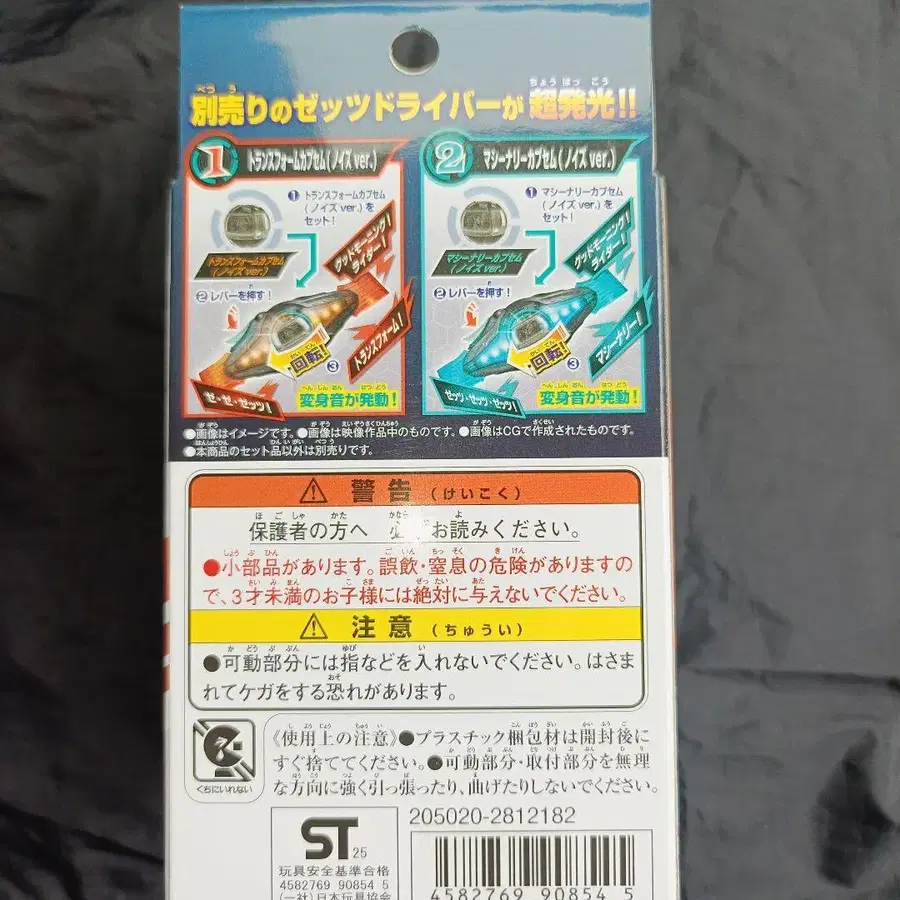 別売りのゼッツドライバーが超発光!!
1 トランスフォームカプセム(ノイズver.)
①トランスフォームカプセム
(ノイズver.)を
セット!
トランスフォームカプセム
(ノイズver.)
グッドモーニング!
ライダー!
②レバーを押す!
回転!③
トランスフォーム!
ゼ・ゼ・ゼッツ!
変身音が発動!
2 マシーナリーカプセム(ノイズver.)
①マシーナリーカプセム
(ノイズver.)を
セット!
マシーナリーカプセム
(ノイズver.)
グッドモーニング!
ライダー!
②レバーを押す!
回転!③
マシーナリー!
ゼッツ・ゼッツ・ゼッツ!
変身音が発動!
●画像はイメージです。●画像は映像作品中のものです。●画像はCGで作成されたものです。
●本商品のセット品以外は別売りです。
⚠ 警告(けいこく)
保護者の方へ 必ずお読みください。
●小部品があります。誤飲・窒息の危険がありますの
で、3才未満のお子様には絶対に与えないでください。
⚠ 注意(ちゅうい)
●可動部分には指などを入れないでください。はさま
れてケガをする恐れがあります。
くちにいれない
《使用上の注意》●プラスチック梱包材は開封後に
すぐ捨ててください。●可動部分・取付部分を無理
な方向に強く引っ張ったり、曲げたりしないでください。
ST 25
玩具安全基準合格
4582769 90854 5
(一社)日本玩具協会
205020-2812182
4582769 908545